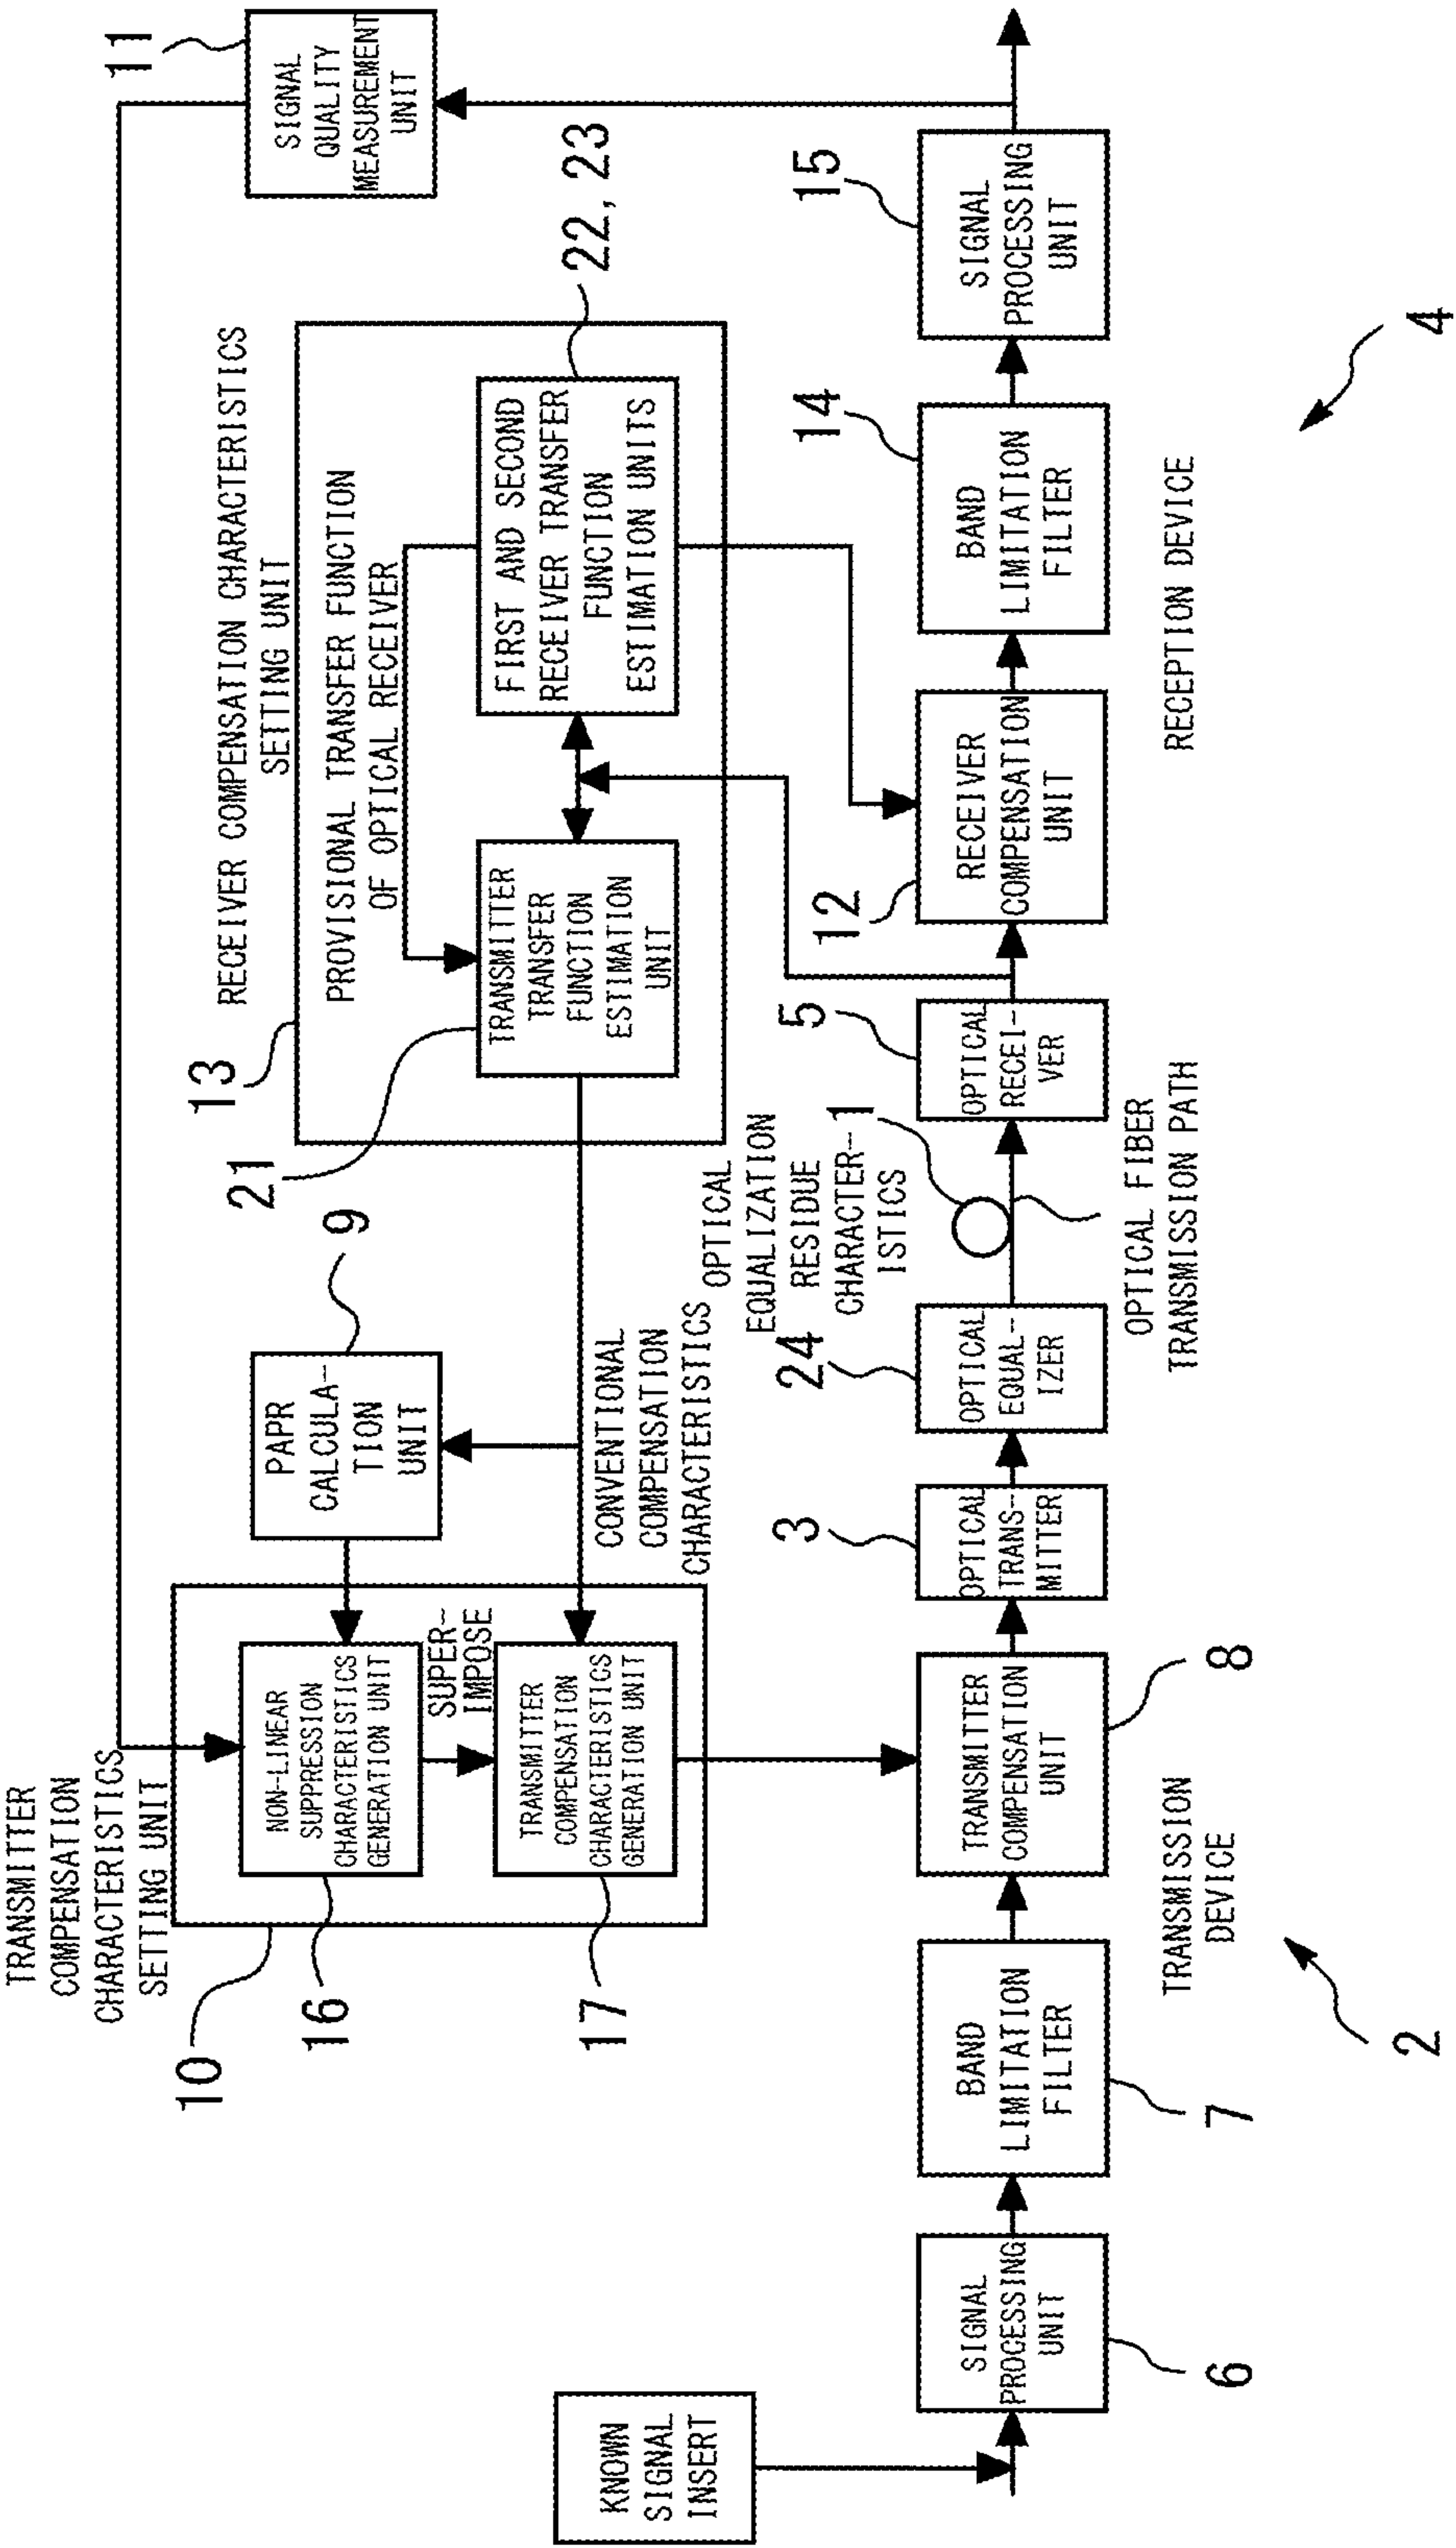 TRANSMITTER
COMPENSATION
CHARACTERISTICS
SETTING UNIT
10
NON-LINEAR
SUPPRESSION
CHARACTERISTICS
GENERATION UNIT
16
SUPER-
IMPOSE
TRANSMITTER
COMPENSATION
CHARACTERISTICS
GENERATION UNIT
17
PAPR
CALCULA-
TION
UNIT
9
CONVENTIONAL
COMPENSATION
CHARACTERISTICS
RECEIVER COMPENSATION CHARACTERISTICS
SETTING UNIT
13
PROVISIONAL TRANSFER FUNCTION
OF OPTICAL RECEIVER
TRANSMITTER
TRANSFER
FUNCTION
ESTIMATION
UNIT
21
FIRST AND SECOND
RECEIVER TRANSFER
FUNCTION
ESTIMATION UNITS
22, 23
SIGNAL
QUALITY
MEASUREMENT
UNIT
11
KNOWN
SIGNAL
INSERT
SIGNAL
PROCESSING
UNIT
6
BAND
LIMITATION
FILTER
7
TRANSMITTER
COMPENSATION
UNIT
8
OPTICAL
TRANS-
MITTER
3
OPTICAL
EQUAL-
IZER
24
OPTICAL
EQUALIZATION
RESIDUE
CHARACTER-
ISTICS
1
OPTICAL FIBER
TRANSMISSION PATH
OPTICAL
RECEI-
VER
5
RECEIVER
COMPENSATION
UNIT
12
BAND
LIMITATION
FILTER
14
SIGNAL
PROCESSING
UNIT
15
TRANSMISSION
DEVICE
2
RECEPTION DEVICE
4